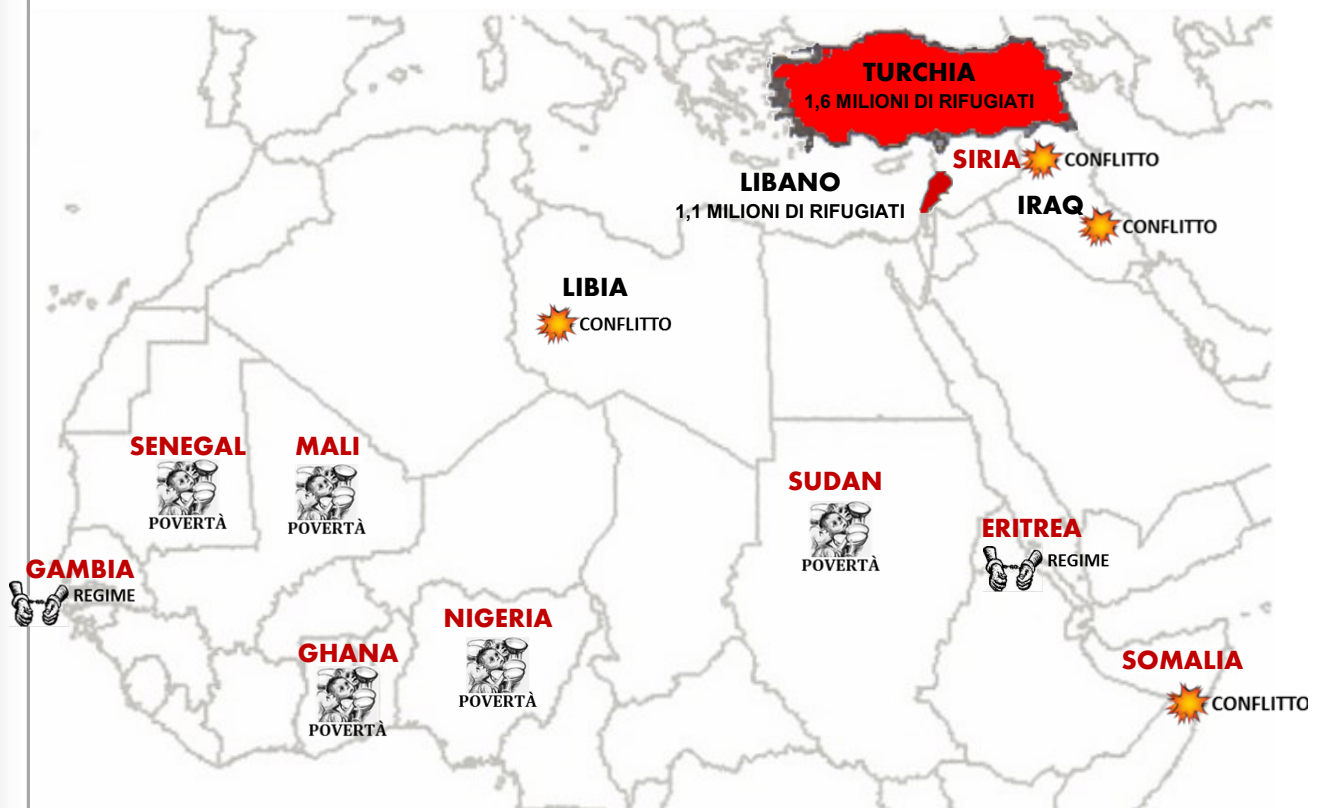 TURCHIA
1,6 MILIONI DI RIFUGIATI
SIRIA
CONFLITTO
LIBANO
1,1 MILIONI DI RIFUGIATI
IRAQ
CONFLITTO
LIBIA
CONFLITTO
SENEGAL
POVERTÀ
MALI
POVERTÀ
SUDAN
POVERTÀ
ERITREA
REGIME
GAMBIA
REGIME
NIGERIA
POVERTÀ
GHANA
POVERTÀ
SOMALIA
CONFLITTO